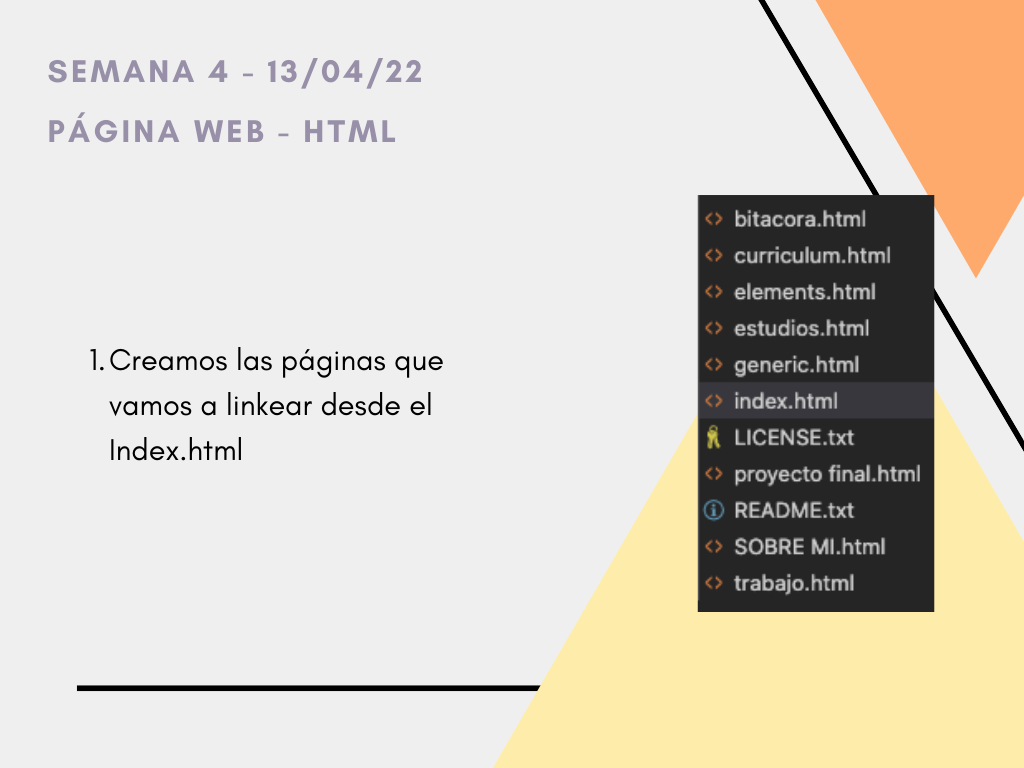 SEMANA 4 - 13/04/22
PÁGINA WEB - HTML
1. Creamos las páginas que
vamos a linkear desde el
Index.html
bitacora.html
curriculum.html
elements.html
estudios.html
generic.html
index.html
LICENSE.txt
proyecto final.html
README.txt
SOBRE MI.html
trabajo.html